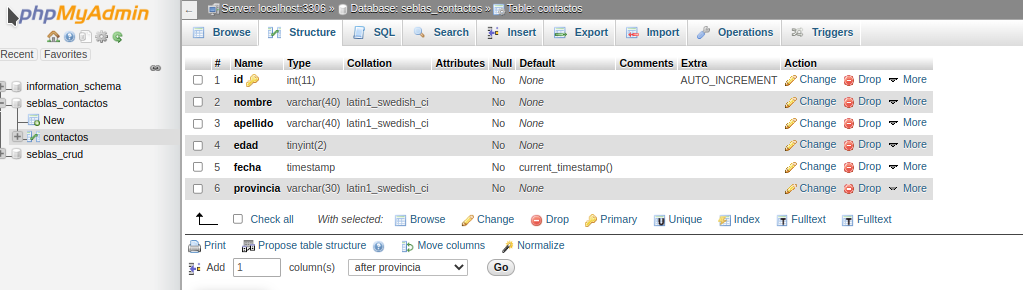 phpMyAdmin
Server: localhost:3306 » Database: seblas_contactos » Table: contactos
Browse Structure SQL Search Insert Export Import Operations Triggers
Recent Favorites
information_schema
seblas_contactos
New
contactos
seblas_crud
# Name Type Collation Attributes Null Default Comments Extra Action
1 id int(11) No None AUTO_INCREMENT Change Drop More
2 nombre varchar(40) latin1_swedish_ci No None Change Drop More
3 apellido varchar(40) latin1_swedish_ci No None Change Drop More
4 edad tinyint(2) No None Change Drop More
5 fecha timestamp No current_timestamp() Change Drop More
6 provincia varchar(30) latin1_swedish_ci No None Change Drop More
Check all With selected: Browse Change Drop Primary Unique Index Fulltext Fulltext
Print Propose table structure Move columns Normalize
Add 1 column(s) after provincia Go